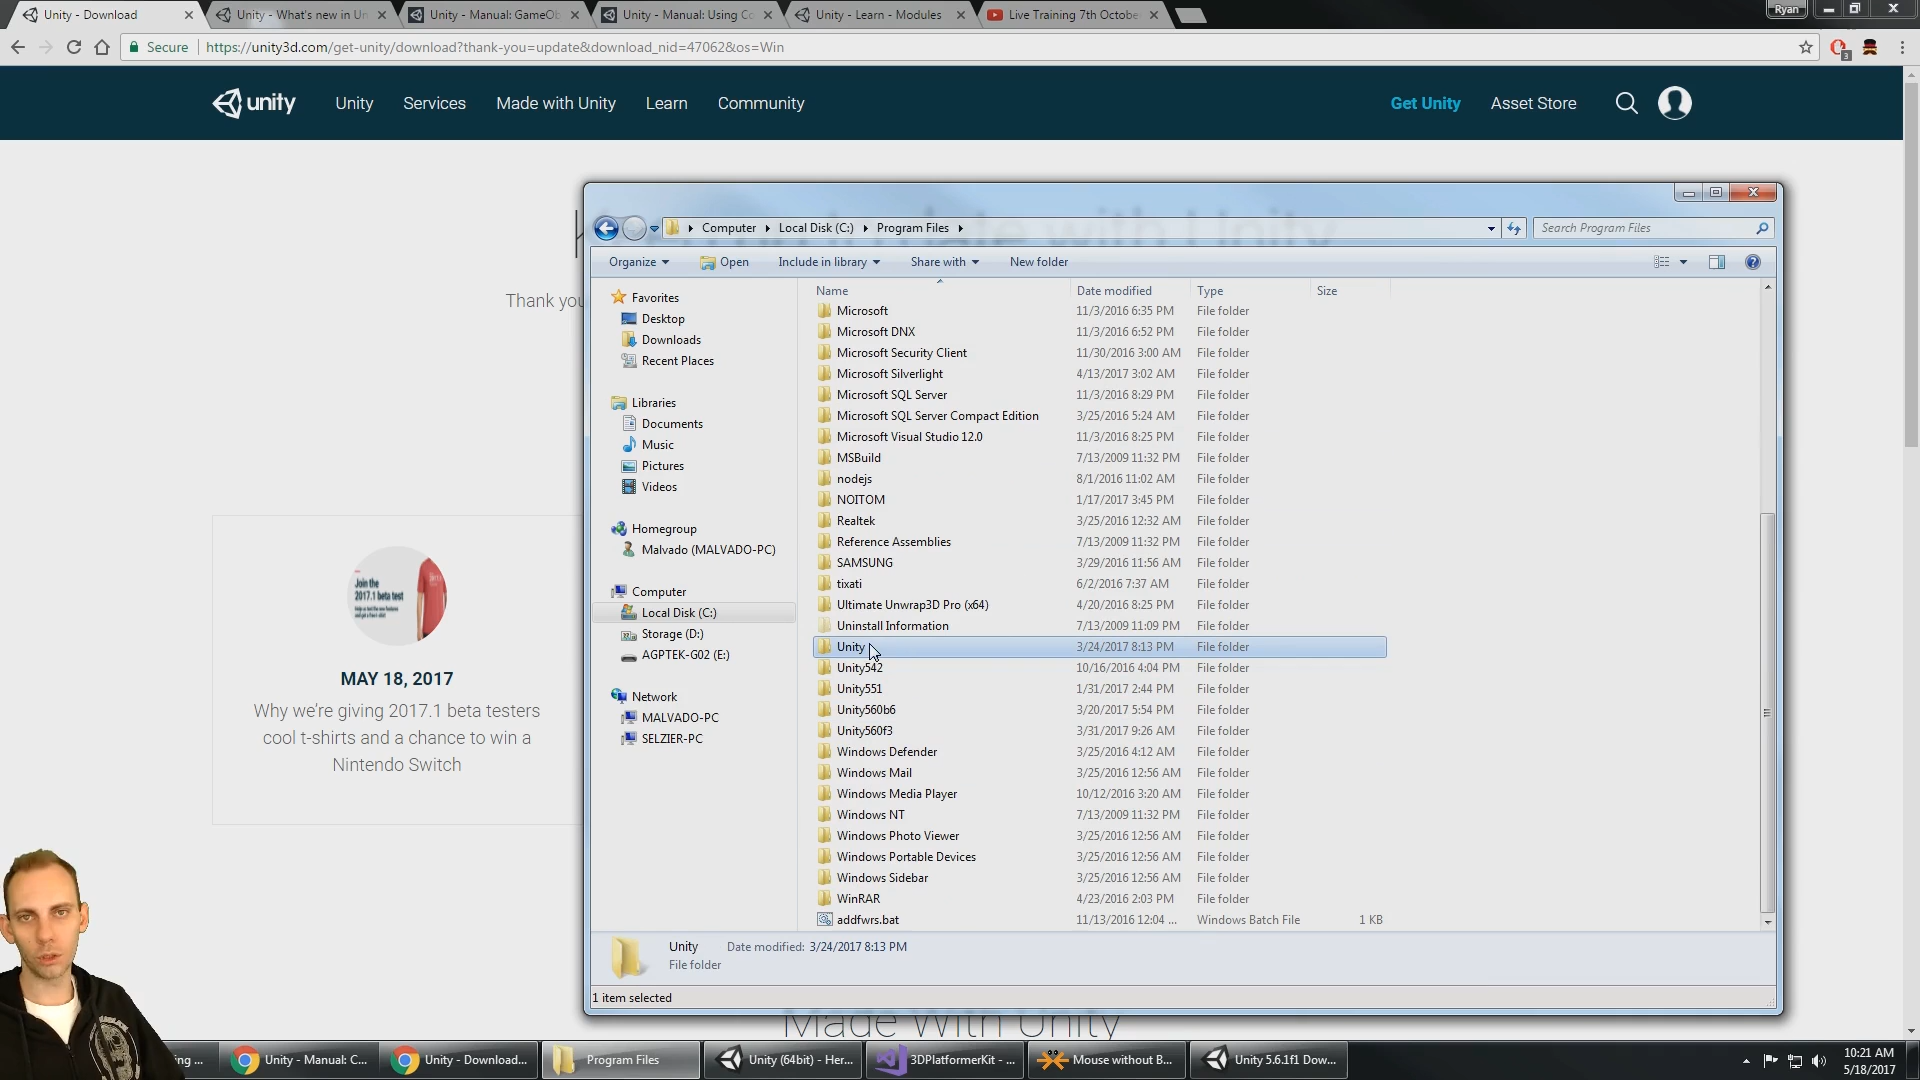 Unity - Download
Unity - What's new in Un
Unity - Manual: GameOb
Unity - Manual: Using Co
Unity - Learn - Modules
Live Training 7th Octobe
Ryan
Secure
https://unity3d.com/get-unity/download?thank-you=update&download_nid=47062&os=Win
3
unity
Unity
Services
Made with Unity
Learn
Community
Get Unity
Asset Store
Thank you
Computer
Local Disk (C:)
Program Files
Search Program Files
Organize
Open
Include in library
Share with
New folder
Name
Date modified
Type
Size
Favorites
Desktop
Downloads
Recent Places
Libraries
Documents
Music
Pictures
Videos
Homegroup
Malvado (MALVADO-PC)
Computer
Local Disk (C:)
Storage (D:)
AGPTEK-G02 (E:)
Network
MALVADO-PC
SELZIER-PC
Microsoft 11/3/2016 6:35 PM File folder
Microsoft DNX 11/3/2016 6:52 PM File folder
Microsoft Security Client 11/30/2016 3:00 AM File folder
Microsoft Silverlight 4/13/2017 3:02 AM File folder
Microsoft SQL Server 11/3/2016 8:29 PM File folder
Microsoft SQL Server Compact Edition 3/25/2016 5:24 AM File folder
Microsoft Visual Studio 12.0 11/3/2016 8:25 PM File folder
MSBuild 7/13/2009 11:32 PM File folder
nodejs 8/1/2016 11:02 AM File folder
NOITOM 1/17/2017 3:45 PM File folder
Realtek 3/25/2016 12:32 AM File folder
Reference Assemblies 7/13/2009 11:32 PM File folder
SAMSUNG 3/29/2016 11:56 AM File folder
tixati 6/2/2016 7:37 AM File folder
Ultimate Unwrap3D Pro (x64) 4/20/2016 8:25 PM File folder
Uninstall Information 7/13/2009 11:09 PM File folder
Unity 3/24/2017 8:13 PM File folder
Unity542 10/16/2016 4:04 PM File folder
Unity551 1/31/2017 2:44 PM File folder
Unity560b6 3/20/2017 5:54 PM File folder
Unity560f3 3/31/2017 9:26 AM File folder
Windows Defender 3/25/2016 4:12 AM File folder
Windows Mail 3/25/2016 12:56 AM File folder
Windows Media Player 10/12/2016 3:20 AM File folder
Windows NT 7/13/2009 11:32 PM File folder
Windows Photo Viewer 3/25/2016 12:56 AM File folder
Windows Portable Devices 3/25/2016 12:56 AM File folder
Windows Sidebar 3/25/2016 12:56 AM File folder
WinRAR 4/23/2016 2:03 PM File folder
addfwrs.bat 11/13/2016 12:04 ... Windows Batch File 1 KB
Unity Date modified: 3/24/2017 8:13 PM
File folder
1 item selected
Join the
2017.1 beta test
MAY 18, 2017
Why we're giving 2017.1 beta testers
cool t-shirts and a chance to win a
Nintendo Switch
Made With Unity
ing ...
Unity - Manual: C...
Unity - Download...
Program Files
Unity (64bit) - Her...
3DPlatformerKit - ...
Mouse without B...
Unity 5.6.1f1 Dow...
10:21 AM
5/18/2017